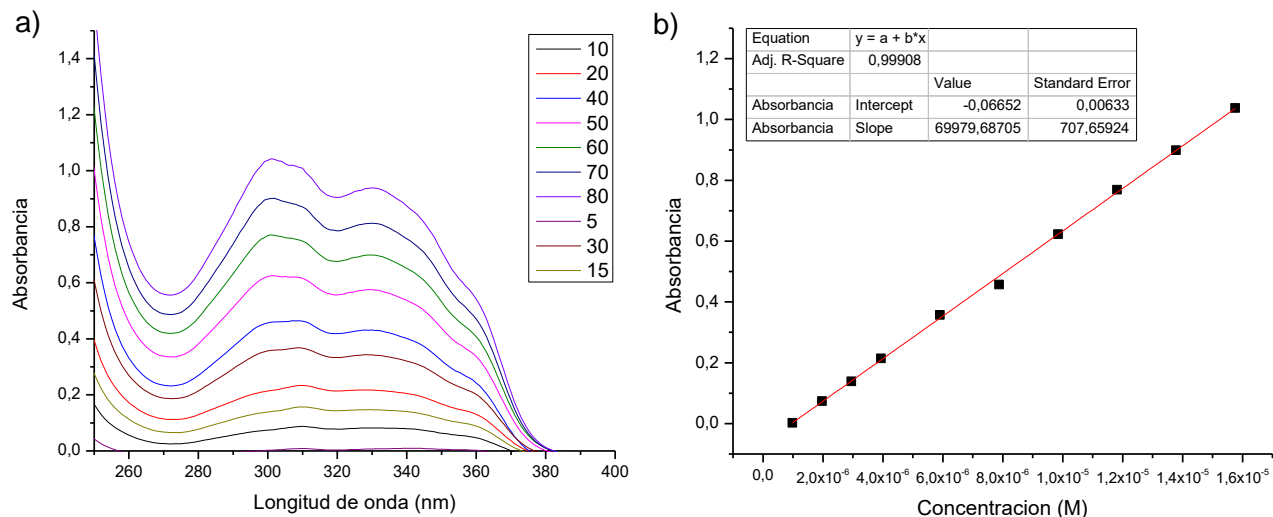 a)
Absorbancia
1,4
1,2
1,0
0,8
0,6
0,4
0,2
0,0
260 280 300 320 340 360 380 400
Longitud de onda (nm)
10
20
40
50
60
70
80
5
30
15
b)
Absorbancia
1,2
1,0
0,8
0,6
0,4
0,2
0,0
0,0 2,0x10⁻⁶ 4,0x10⁻⁶ 6,0x10⁻⁶ 8,0x10⁻⁶ 1,0x10⁻⁵ 1,2x10⁻⁵ 1,4x10⁻⁵ 1,6x10⁻⁵
Concentracion (M)
Equation y = a + b*x
Adj. R-Square 0,99908
Value Standard Error
Absorbancia Intercept -0,06652 0,00633
Absorbancia Slope 69979,68705 707,65924